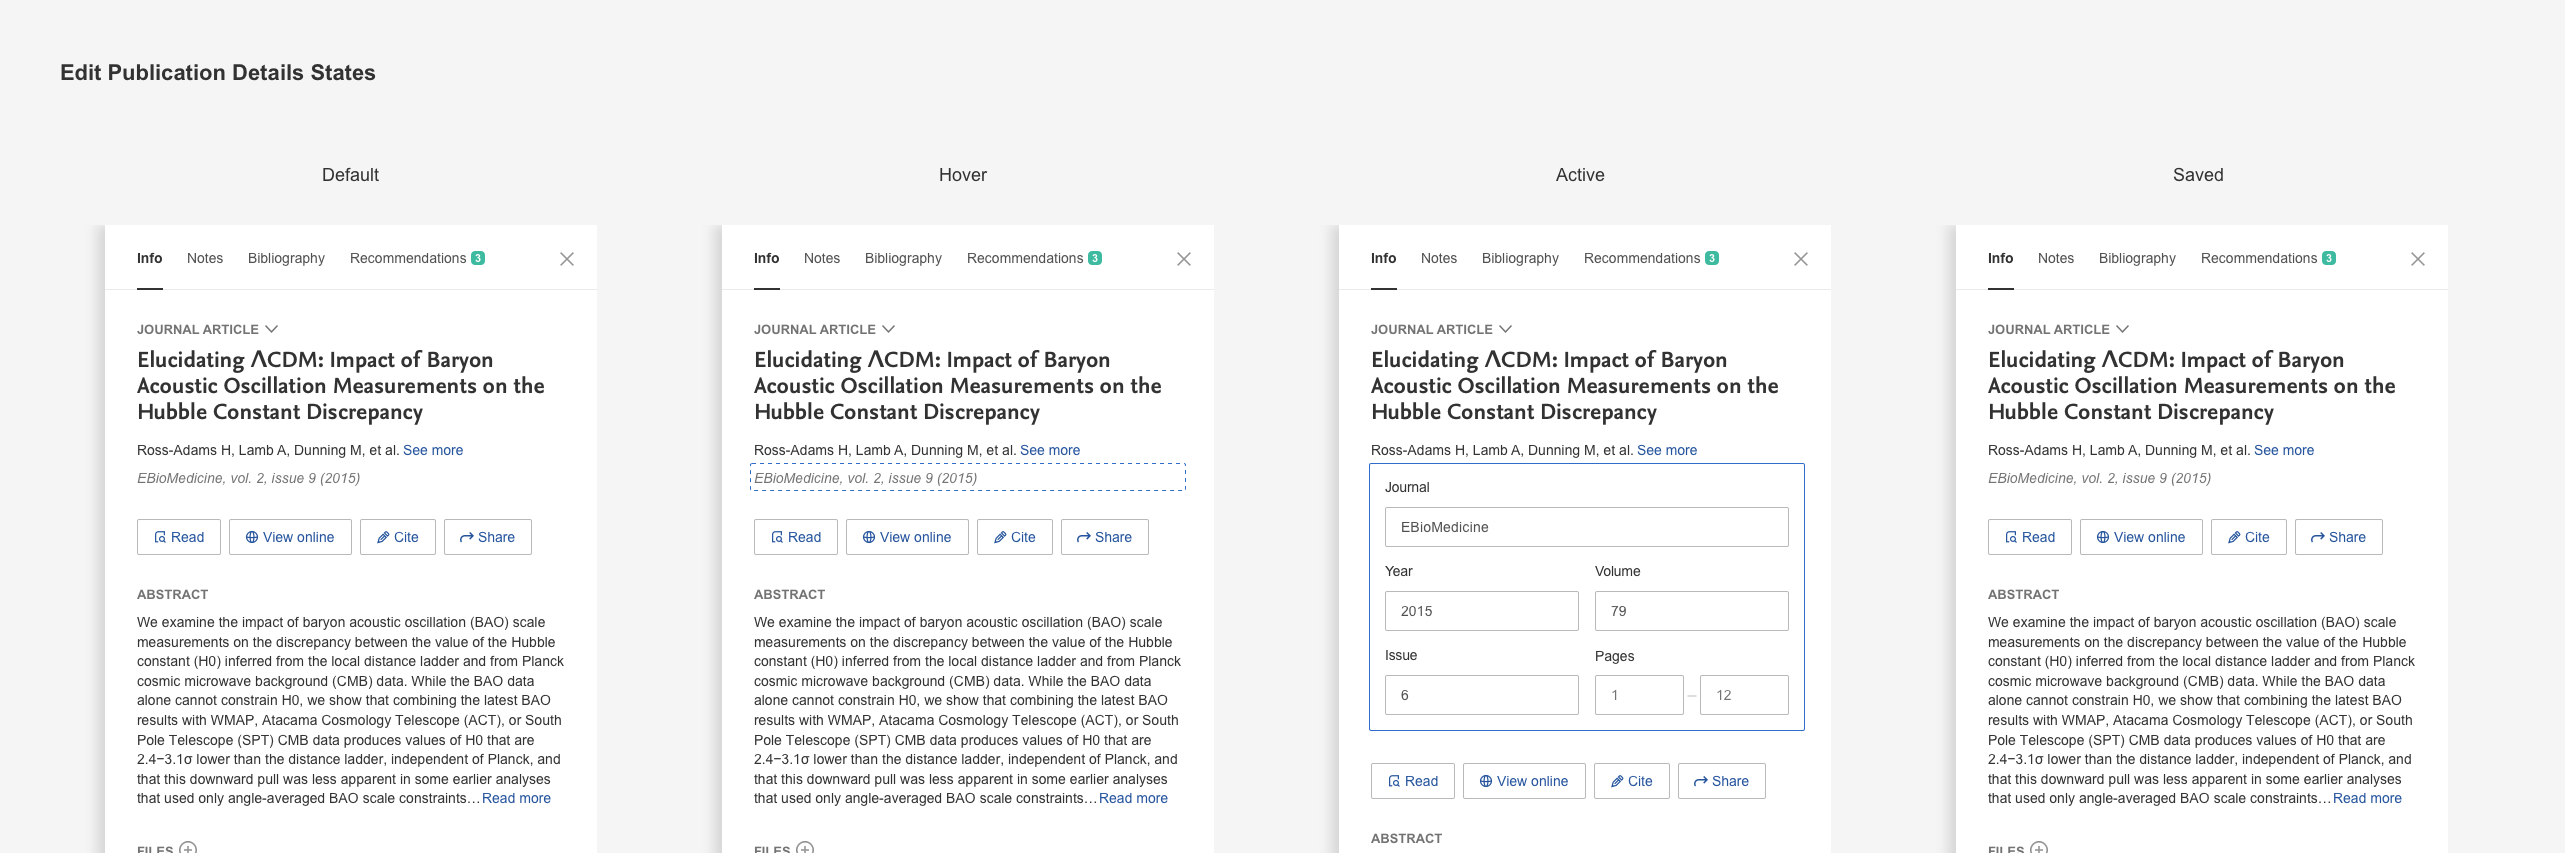 Edit Publication Details States
Default
Info Notes Bibliography Recommendations 3
JOURNAL ARTICLE
Elucidating ΛCDM: Impact of Baryon
Acoustic Oscillation Measurements on the
Hubble Constant Discrepancy
Ross-Adams H, Lamb A, Dunning M, et al. See more
EBioMedicine, vol. 2, issue 9 (2015)
Read View online Cite Share
ABSTRACT
We examine the impact of baryon acoustic oscillation (BAO) scale
measurements on the discrepancy between the value of the Hubble
constant (H0) inferred from the local distance ladder and from Planck
cosmic microwave background (CMB) data. While the BAO data
alone cannot constrain H0, we show that combining the latest BAO
results with WMAP, Atacama Cosmology Telescope (ACT), or South
Pole Telescope (SPT) CMB data produces values of H0 that are
2.4−3.1σ lower than the distance ladder, independent of Planck, and
that this downward pull was less apparent in some earlier analyses
that used only angle-averaged BAO scale constraints… Read more
FILES
Hover
Info Notes Bibliography Recommendations 3
JOURNAL ARTICLE
Elucidating ΛCDM: Impact of Baryon
Acoustic Oscillation Measurements on the
Hubble Constant Discrepancy
Ross-Adams H, Lamb A, Dunning M, et al. See more
EBioMedicine, vol. 2, issue 9 (2015)
Read View online Cite Share
ABSTRACT
We examine the impact of baryon acoustic oscillation (BAO) scale
measurements on the discrepancy between the value of the Hubble
constant (H0) inferred from the local distance ladder and from Planck
cosmic microwave background (CMB) data. While the BAO data
alone cannot constrain H0, we show that combining the latest BAO
results with WMAP, Atacama Cosmology Telescope (ACT), or South
Pole Telescope (SPT) CMB data produces values of H0 that are
2.4−3.1σ lower than the distance ladder, independent of Planck, and
that this downward pull was less apparent in some earlier analyses
that used only angle-averaged BAO scale constraints… Read more
FILES
Active
Info Notes Bibliography Recommendations 3
JOURNAL ARTICLE
Elucidating ΛCDM: Impact of Baryon
Acoustic Oscillation Measurements on the
Hubble Constant Discrepancy
Ross-Adams H, Lamb A, Dunning M, et al. See more
Journal
EBioMedicine
Year Volume
2015 79
Issue Pages
6 1 – 12
Read View online Cite Share
ABSTRACT
Saved
Info Notes Bibliography Recommendations 3
JOURNAL ARTICLE
Elucidating ΛCDM: Impact of Baryon
Acoustic Oscillation Measurements on the
Hubble Constant Discrepancy
Ross-Adams H, Lamb A, Dunning M, et al. See more
EBioMedicine, vol. 2, issue 9 (2015)
Read View online Cite Share
ABSTRACT
We examine the impact of baryon acoustic oscillation (BAO) scale
measurements on the discrepancy between the value of the Hubble
constant (H0) inferred from the local distance ladder and from Planck
cosmic microwave background (CMB) data. While the BAO data
alone cannot constrain H0, we show that combining the latest BAO
results with WMAP, Atacama Cosmology Telescope (ACT), or South
Pole Telescope (SPT) CMB data produces values of H0 that are
2.4−3.1σ lower than the distance ladder, independent of Planck, and
that this downward pull was less apparent in some earlier analyses
that used only angle-averaged BAO scale constraints… Read more
FILES